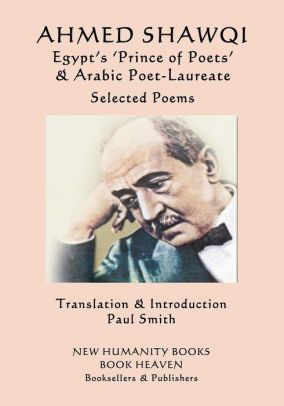 AHMED SHAWQI
Egypt's 'Prince of Poets'
& Arabic Poet-Laureate
Selected Poems
Translation & Introduction
Paul Smith
NEW HUMANITY BOOKS
BOOK HEAVEN
Booksellers & Publishers